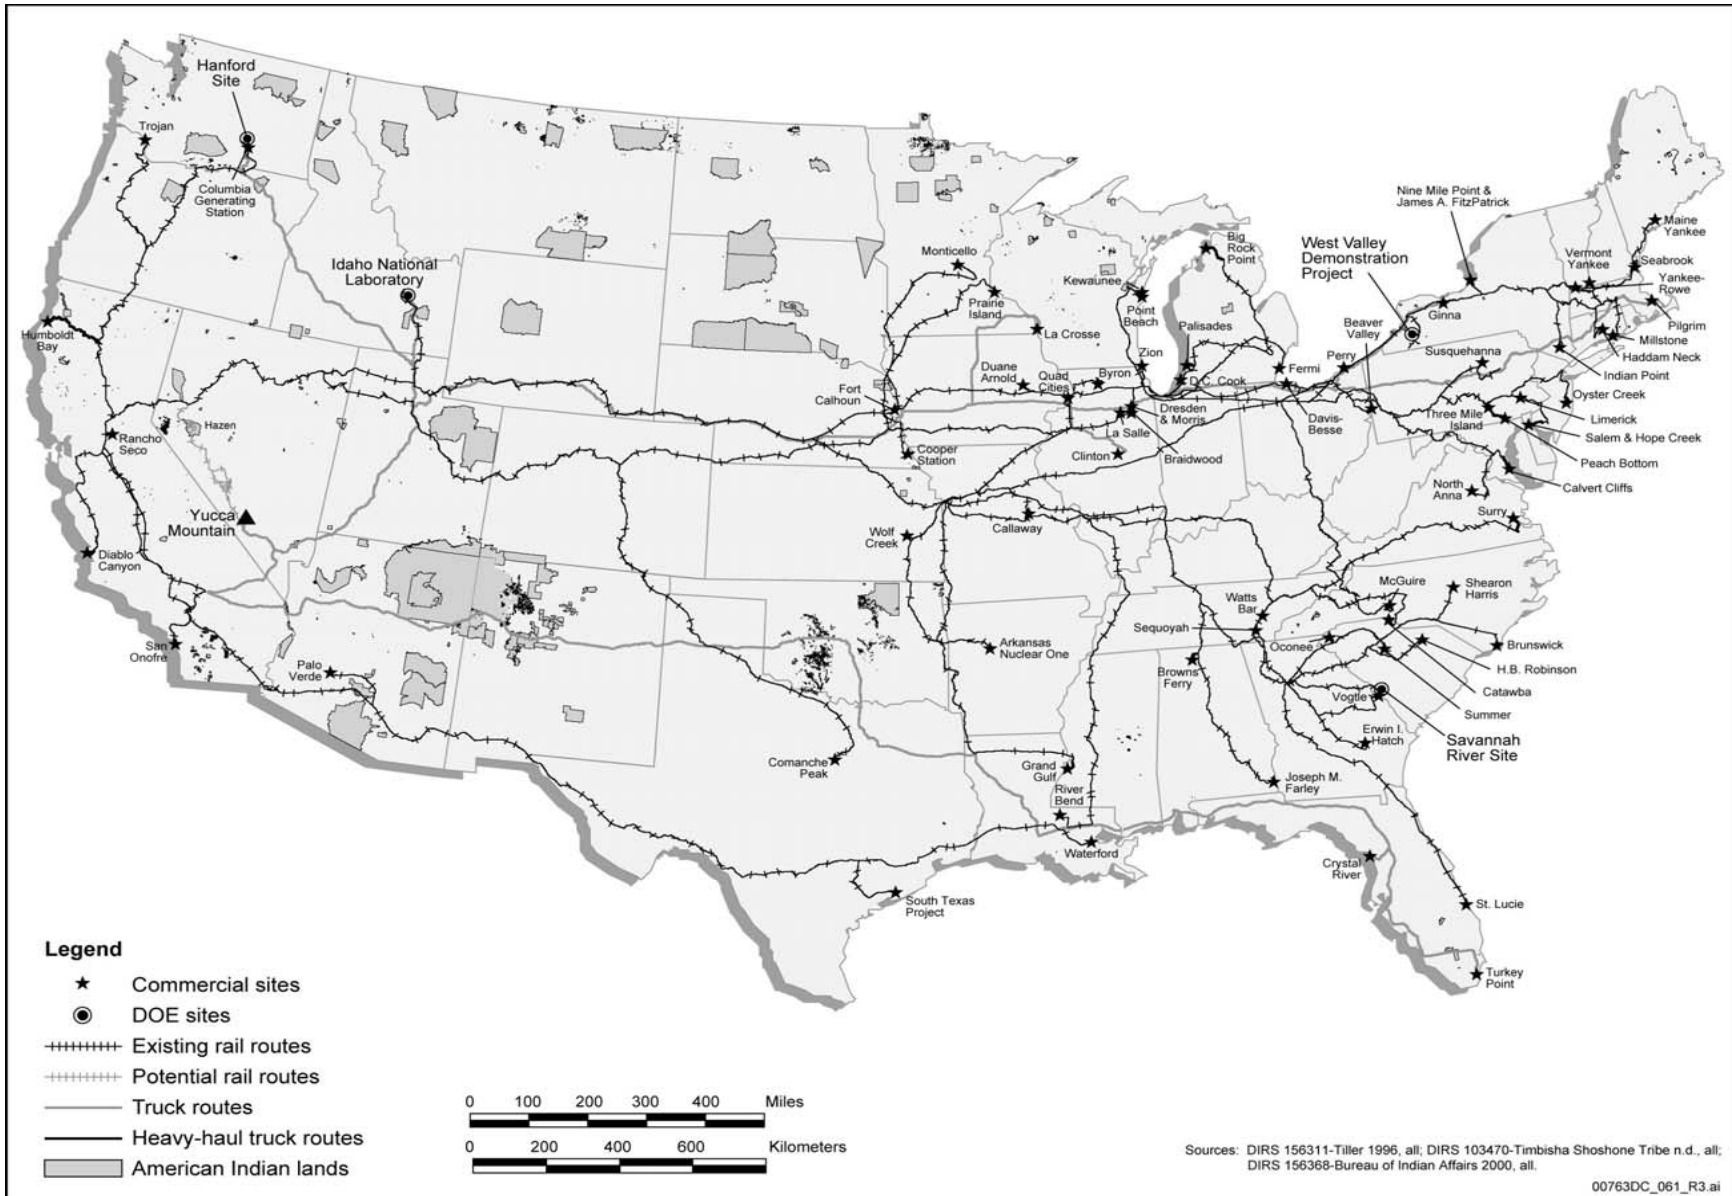 Hanford
Site
Trojan
Columbia
Generating
Station
Idaho National
Laboratory
Humboldt
Bay
Rancho
Seco
Hazen
Yucca
Mountain
Diablo
Canyon
San
Onofre
Palo
Verde
Monticello
Prairie
Island
La Crosse
Kewaunee
Point
Beach
Big
Rock
Point
Palisades
Zion
Duane
Arnold
Quad
Cities
Byron
Fort
Calhoun
D.C. Cook
Fermi
Perry
Beaver
Valley
Dresden
& Morris
La Salle
Clinton
Braidwood
Davis-
Besse
Cooper
Station
Wolf
Creek
Callaway
Nine Mile Point &
James A. FitzPatrick
West Valley
Demonstration
Project
Ginna
Vermont
Yankee
Maine
Yankee
Seabrook
Yankee-
Rowe
Pilgrim
Millstone
Haddam Neck
Indian Point
Susquehanna
Oyster Creek
Three Mile
Island
Limerick
Salem & Hope Creek
Peach Bottom
Calvert Cliffs
North
Anna
Surry
McGuire
Shearon
Harris
Watts
Bar
Sequoyah
Oconee
Brunswick
H.B. Robinson
Catawba
Summer
Browns
Ferry
Vogtle
Erwin I.
Hatch
Savannah
River Site
Arkansas
Nuclear One
Comanche
Peak
Grand
Gulf
River
Bend
Joseph M.
Farley
Waterford
Crystal
River
South Texas
Project
St. Lucie
Turkey
Point
Legend
Commercial sites
DOE sites
Existing rail routes
Potential rail routes
Truck routes
Heavy-haul truck routes
American Indian lands
0 100 200 300 400 Miles
0 200 400 600 Kilometers
Sources: DIRS 156311-Tiller 1996, all; DIRS 103470-Timbisha Shoshone Tribe n.d., all;
DIRS 156368-Bureau of Indian Affairs 2000, all.
00763DC_061_R3.ai